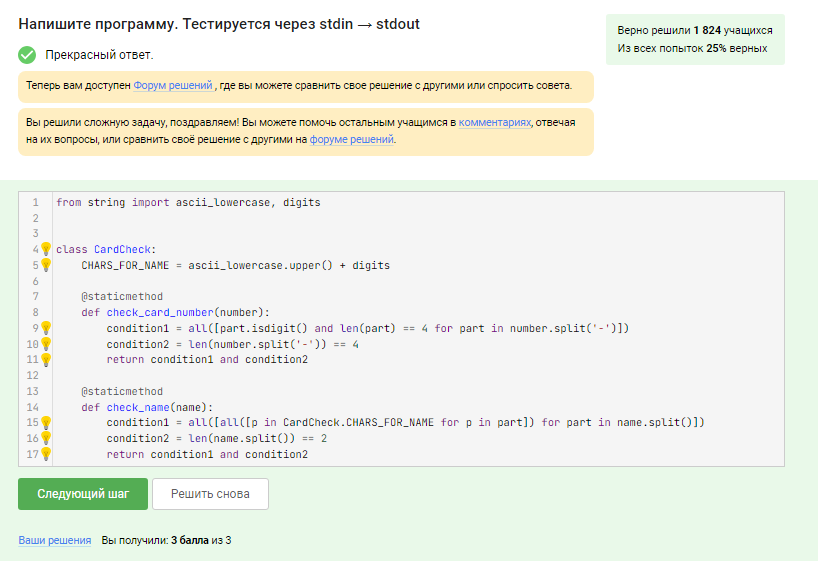 Напишите программу. Тестируется через stdin → stdout
Верно решили 1 824 учащихся
Из всех попыток 25% верных
Прекрасный ответ.
Теперь вам доступен Форум решений, где вы можете сравнить свое решение с другими или спросить совета.
Вы решили сложную задачу, поздравляем! Вы можете помочь остальным учащимся в комментариях, отвечая
на их вопросы, или сравнить своё решение с другими на форуме решений.
1 from string import ascii_lowercase, digits
2
3
4 class CardCheck:
5     CHARS_FOR_NAME = ascii_lowercase.upper() + digits
6
7     @staticmethod
8     def check_card_number(number):
9         condition1 = all([part.isdigit() and len(part) == 4 for part in number.split('-')])
10         condition2 = len(number.split('-')) == 4
11         return condition1 and condition2
12
13     @staticmethod
14     def check_name(name):
15         condition1 = all([all([p in CardCheck.CHARS_FOR_NAME for p in part]) for part in name.split()])
16         condition2 = len(name.split()) == 2
17         return condition1 and condition2
Следующий шаг
Решить снова
Ваши решения Вы получили: 3 балла из 3